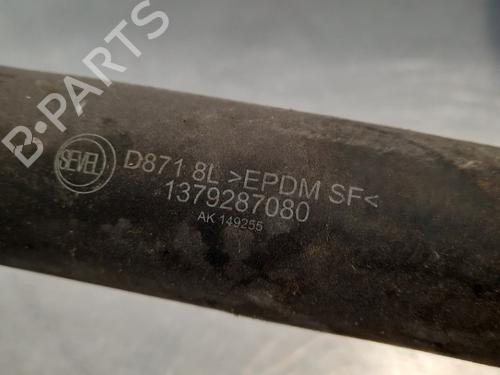 B-PARTS
SEVEL
D871 8L >EPDM SF<
1379287080
AK 149255